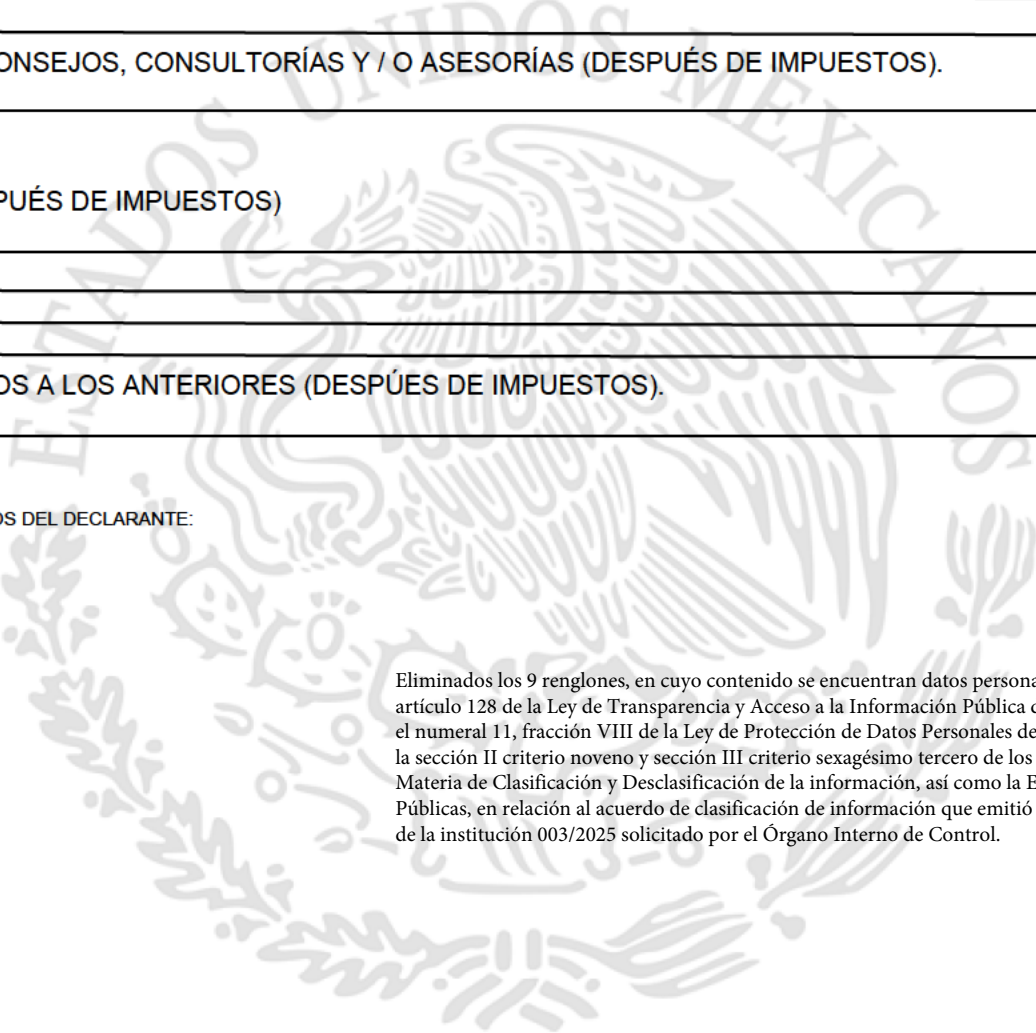 ONSEJOS, CONSULTORÍAS Y / O ASESORÍAS (DESPUÉS DE IMPUESTOS).
PUÉS DE IMPUESTOS)
OS A LOS ANTERIORES (DESPÚES DE IMPUESTOS).
OS DEL DECLARANTE:
Eliminados los 9 renglones, en cuyo contenido se encuentran datos persona
artículo 128 de la Ley de Transparencia y Acceso a la Información Pública
el numeral 11, fracción VIII de la Ley de Protección de Datos Personales de
la sección II criterio noveno y sección III criterio sexagésimo tercero de los
Materia de Clasificación y Desclasificación de la información, así como la E
Públicas, en relación al acuerdo de clasificación de información que emitió
de la institución 003/2025 solicitado por el Órgano Interno de Control.
ESTADOS UNIDOS MEXICANOS